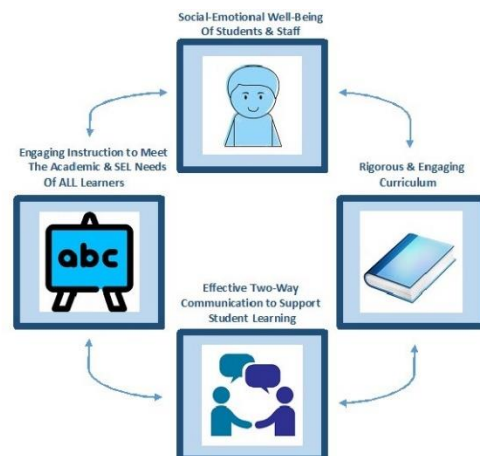 Social-Emotional Well-Being
Of Students & Staff
Engaging Instruction to Meet
The Academic & SEL Needs
Of ALL Learners
abc
Rigorous & Engaging
Curriculum
Effective Two-Way
Communication to Support
Student Learning